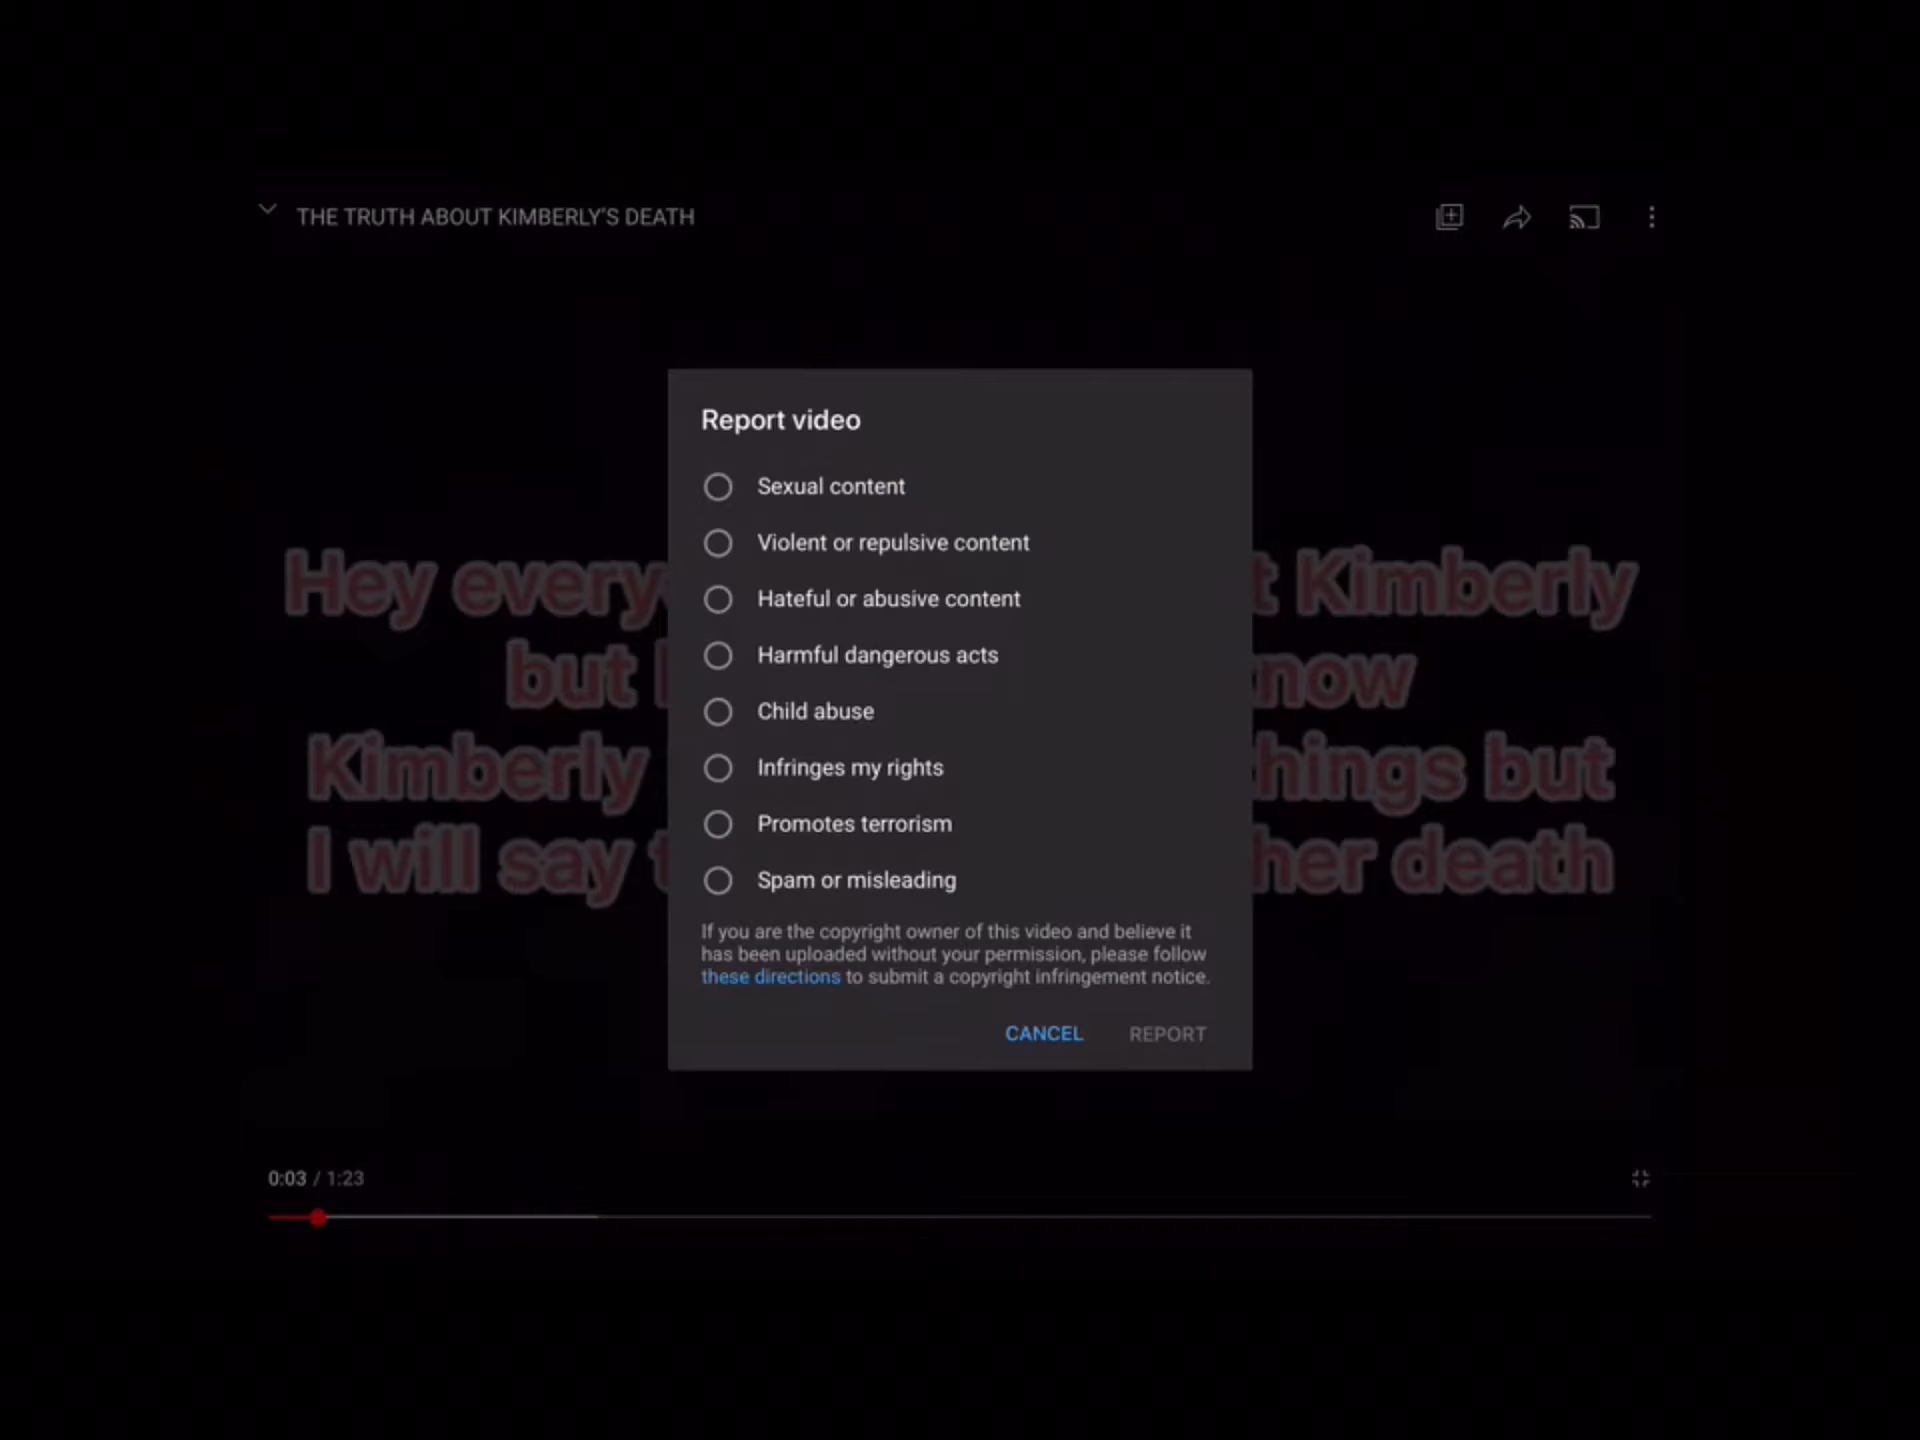 THE TRUTH ABOUT KIMBERLY'S DEATH
Report video
Sexual content
Violent or repulsive content
Hateful or abusive content
Harmful dangerous acts
Child abuse
Infringes my rights
Promotes terrorism
Spam or misleading
If you are the copyright owner of this video and believe it
has been uploaded without your permission, please follow
these directions to submit a copyright infringement notice.
CANCEL REPORT
Hey Kimberly
but
Kimberly but
I will say her death
0:03 / 1:23